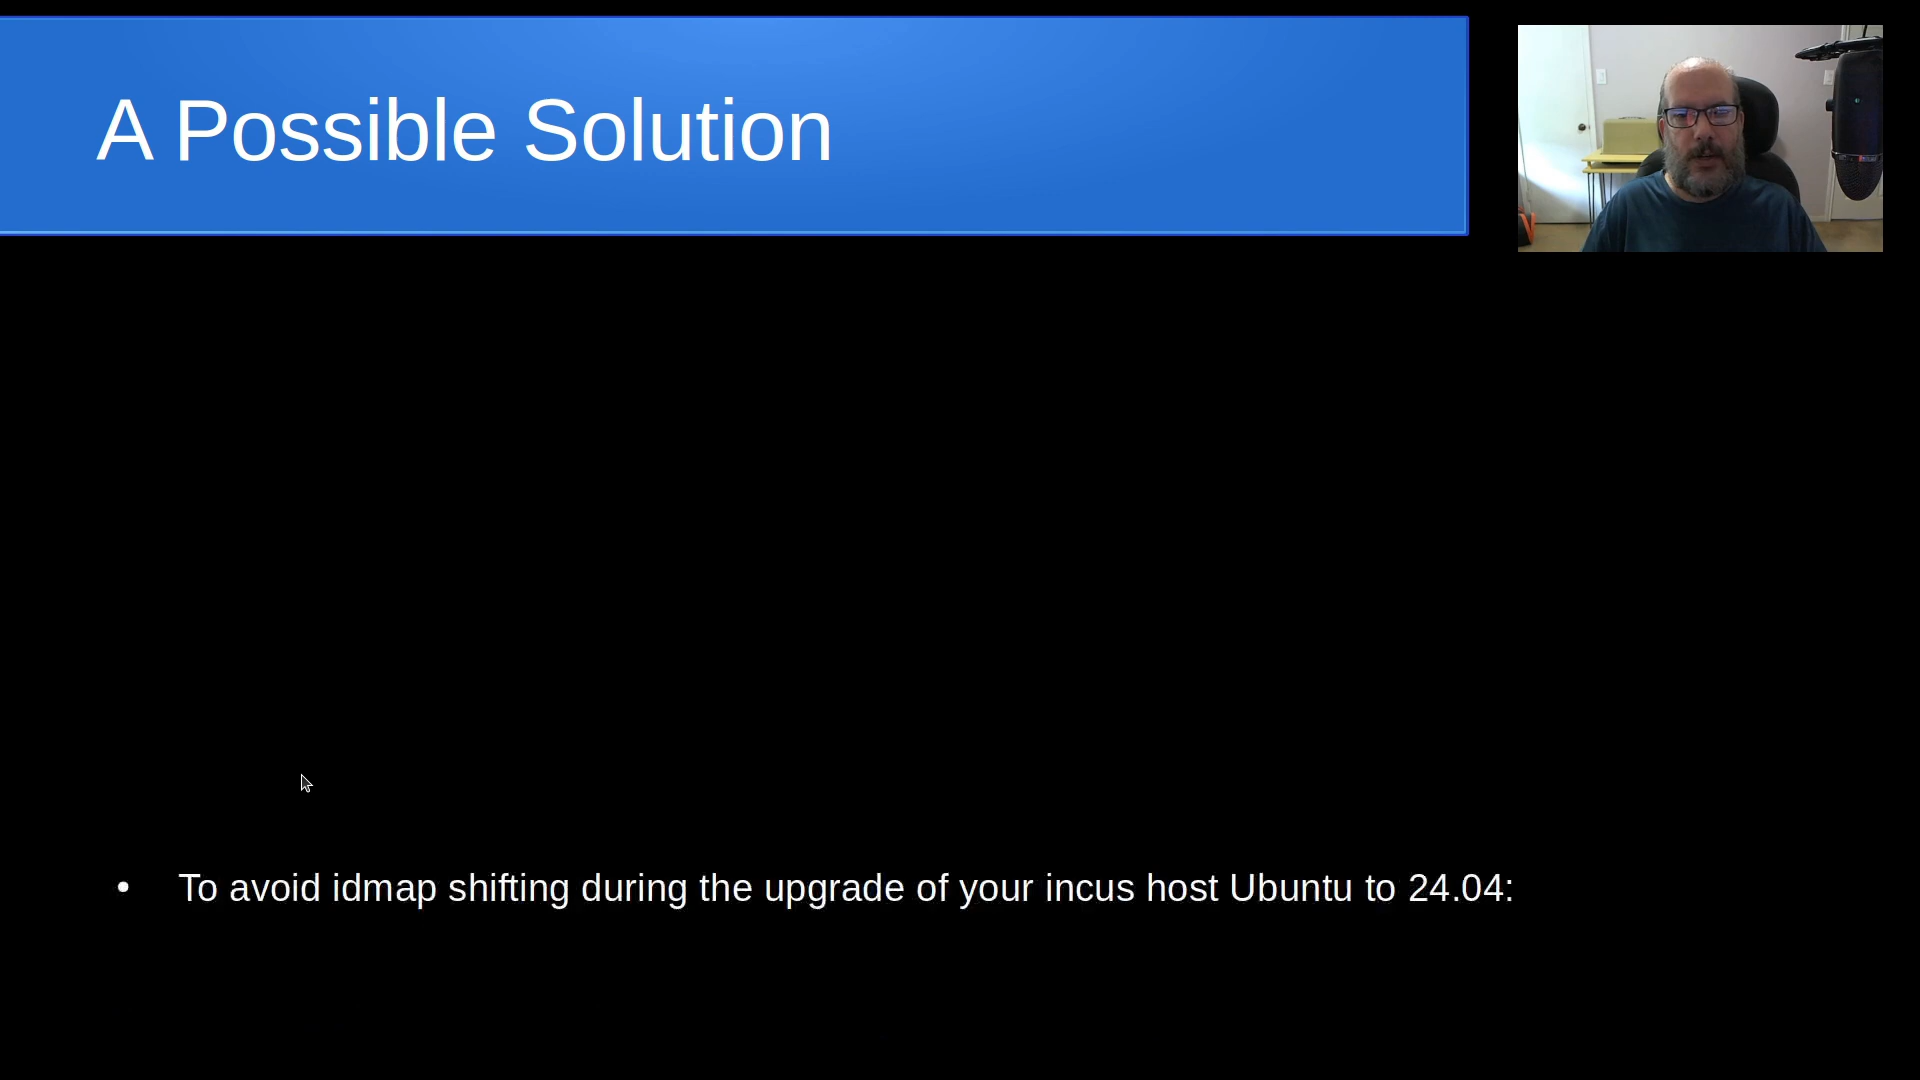 A Possible Solution
• To avoid idmap shifting during the upgrade of your incus host Ubuntu to 24.04: